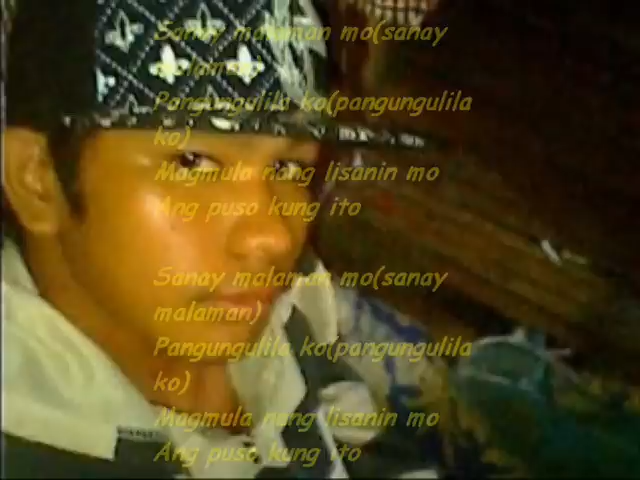 Sanay malaman mo(sanay
malaman)
Pangungulila ko(pangungulila
ko)
Magmula nang lisanin mo
Ang puso kung ito
Sanay malaman mo(sanay
malaman)
Pangungulila ko(pangungulila
ko)
Magmula nang lisanin mo
Ang puso kung ito